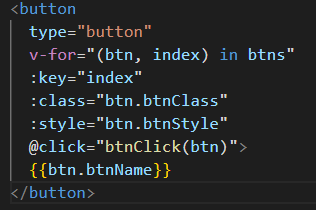 <button
type="button"
v-for="(btn, index) in btns"
:key="index"
:class="btn.btnClass"
:style="btn.btnStyle"
@click="btnClick(btn)">
{{btn.btnName}}
</button>